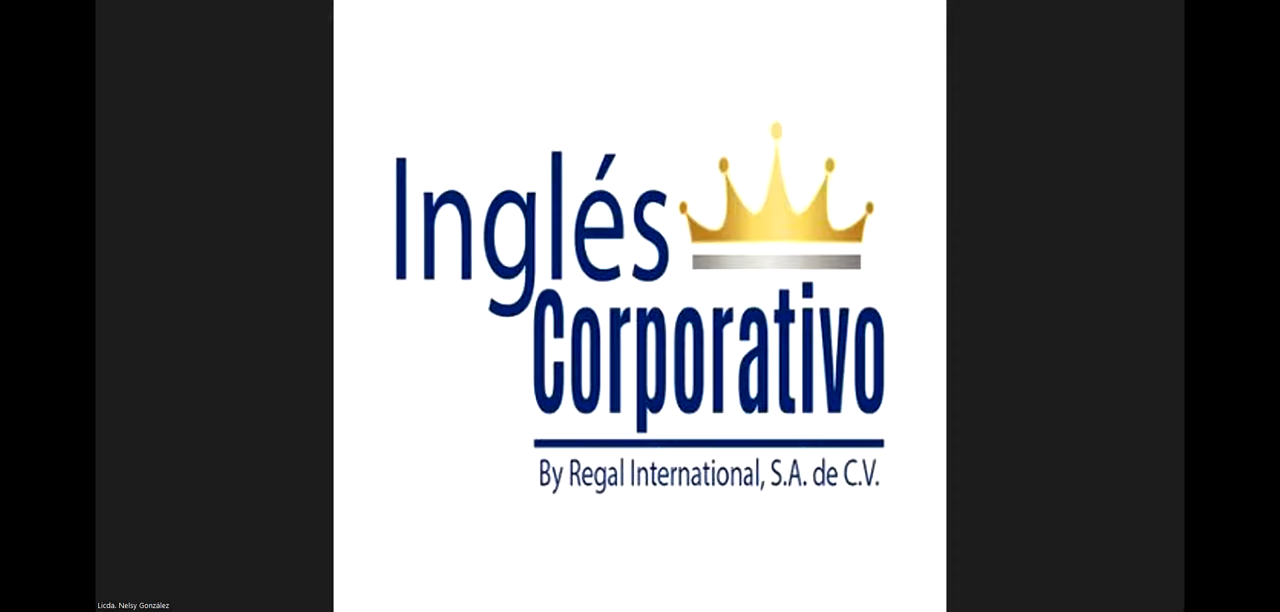 Inglés
Corporativo
By Regal International, S.A. de C.V.
Licda. Nelsy González